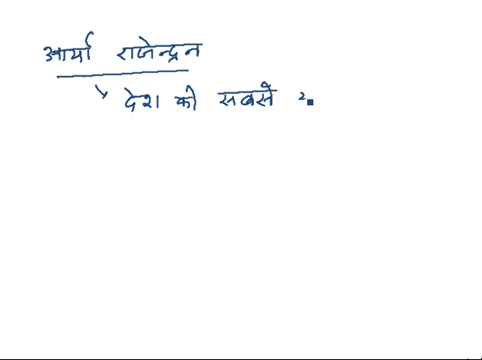 आर्या राजेन्द्रन
देश की सबसे